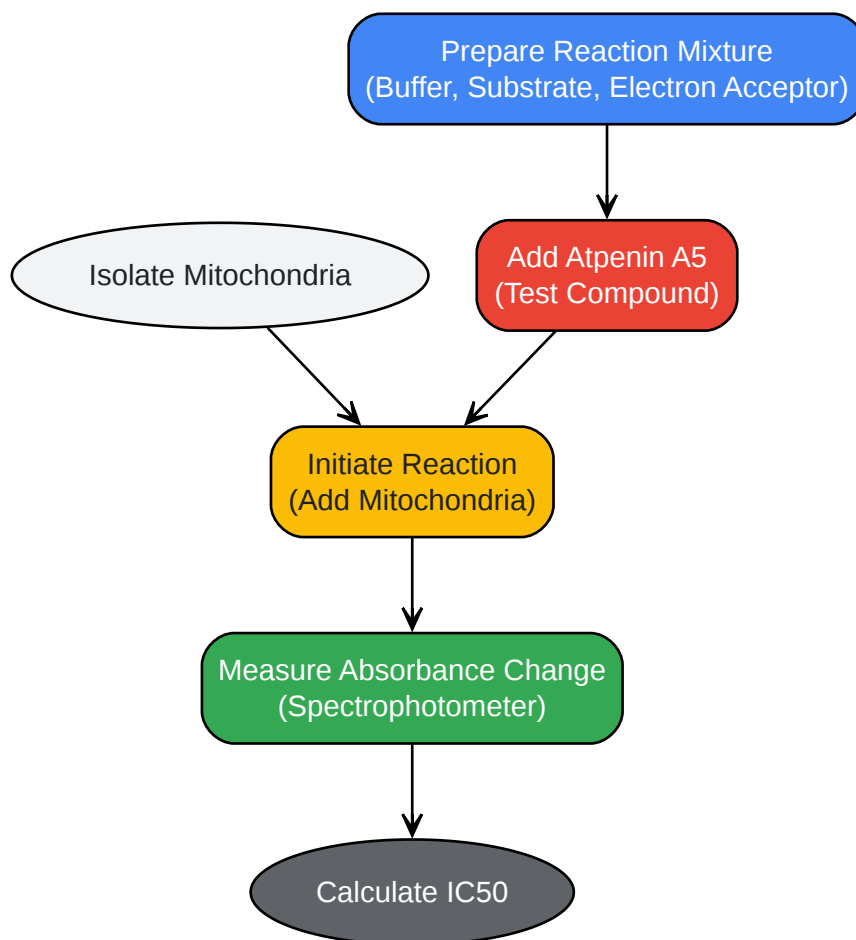 Prepare Reaction Mixture
(Buffer, Substrate, Electron Acceptor)
Isolate Mitochondria
Add Atpenin A5
(Test Compound)
Initiate Reaction
(Add Mitochondria)
Measure Absorbance Change
(Spectrophotometer)
Calculate IC50